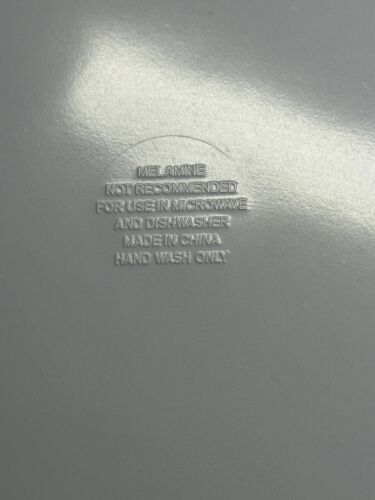 MELAMINE
NOT RECOMMENDED
FOR USE IN MICROWAVE
AND DISHWASHER
MADE IN CHINA
HAND WASH ONLY